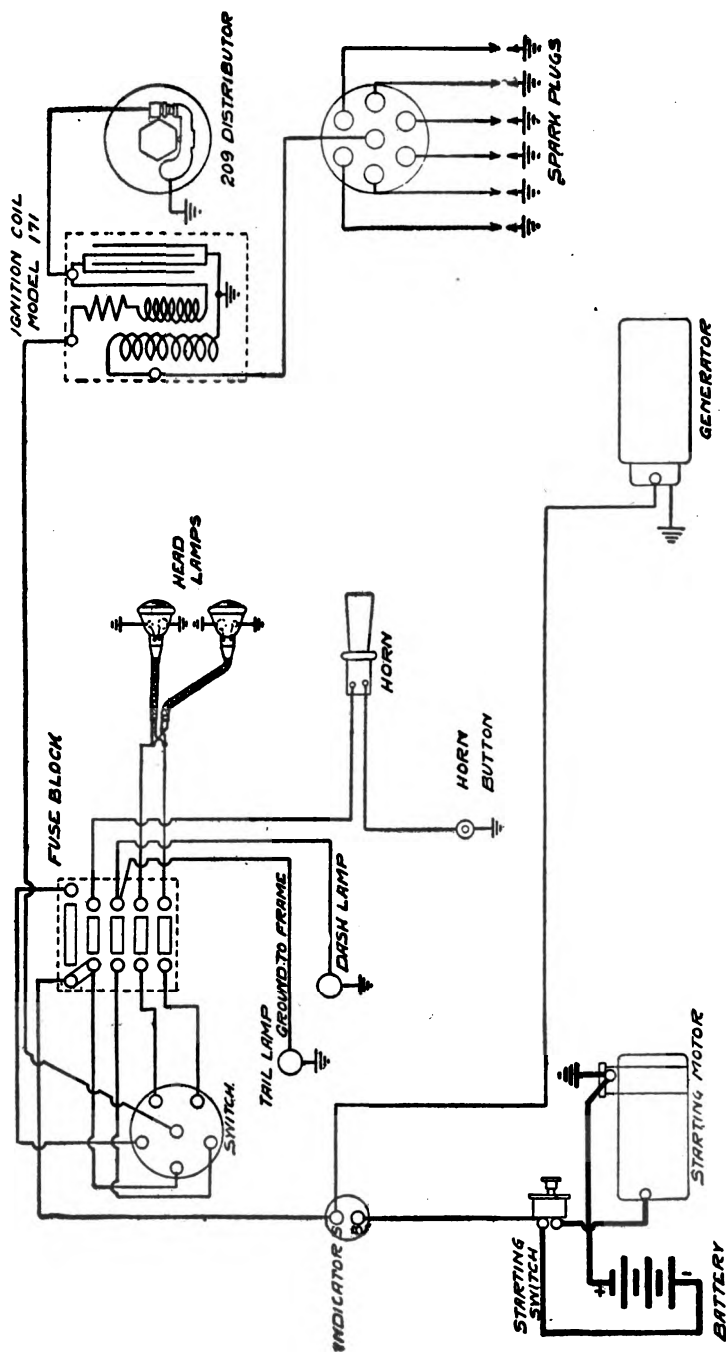 IGNITION COIL
MODEL 171
209 DISTRIBUTOR
SPARK PLUGS
HEAD
LAMPS
FUSE BLOCK
HORN
HORN
BUTTON
GENERATOR
TAIL LAMP
GROUND TO FRAME
DASH LAMP
SWITCH.
INDICATOR
S
B
STARTING
SWITCH
STARTING MOTOR
+
-
BATTERY